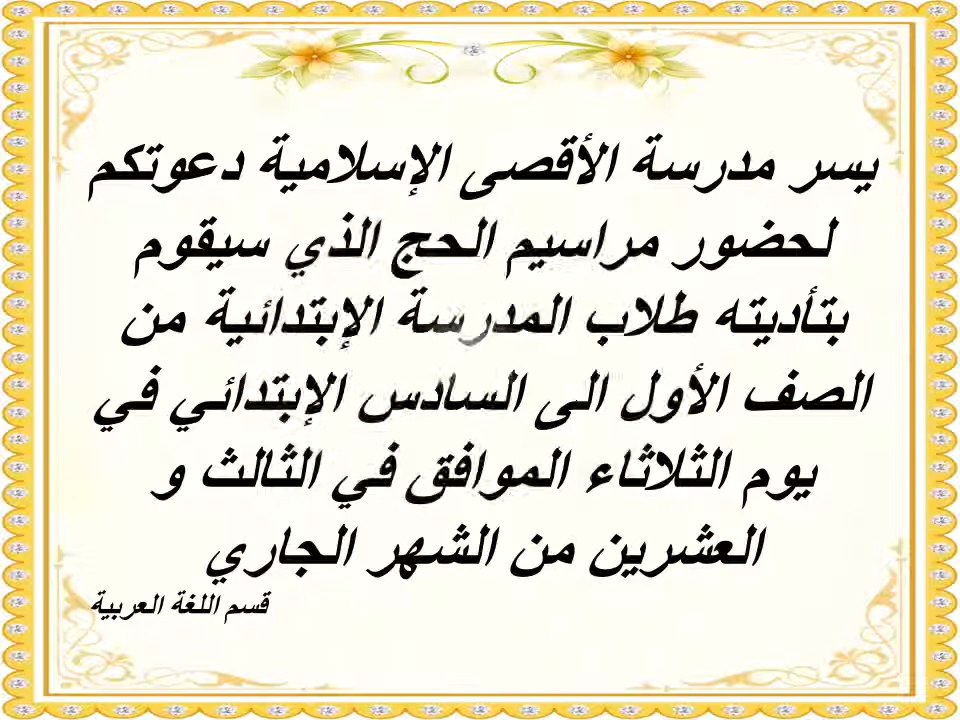 يسر مدرسة الأقصى الإسلامية دعوتكم
لحضور مراسيم الحج الذي سيقوم
بتأديته طلاب المدرسة الإبتدائية من
الصف الأول الى السادس الإبتدائي في
يوم الثلاثاء الموافق في الثالث و
العشرين من الشهر الجاري
قسم اللغة العربية